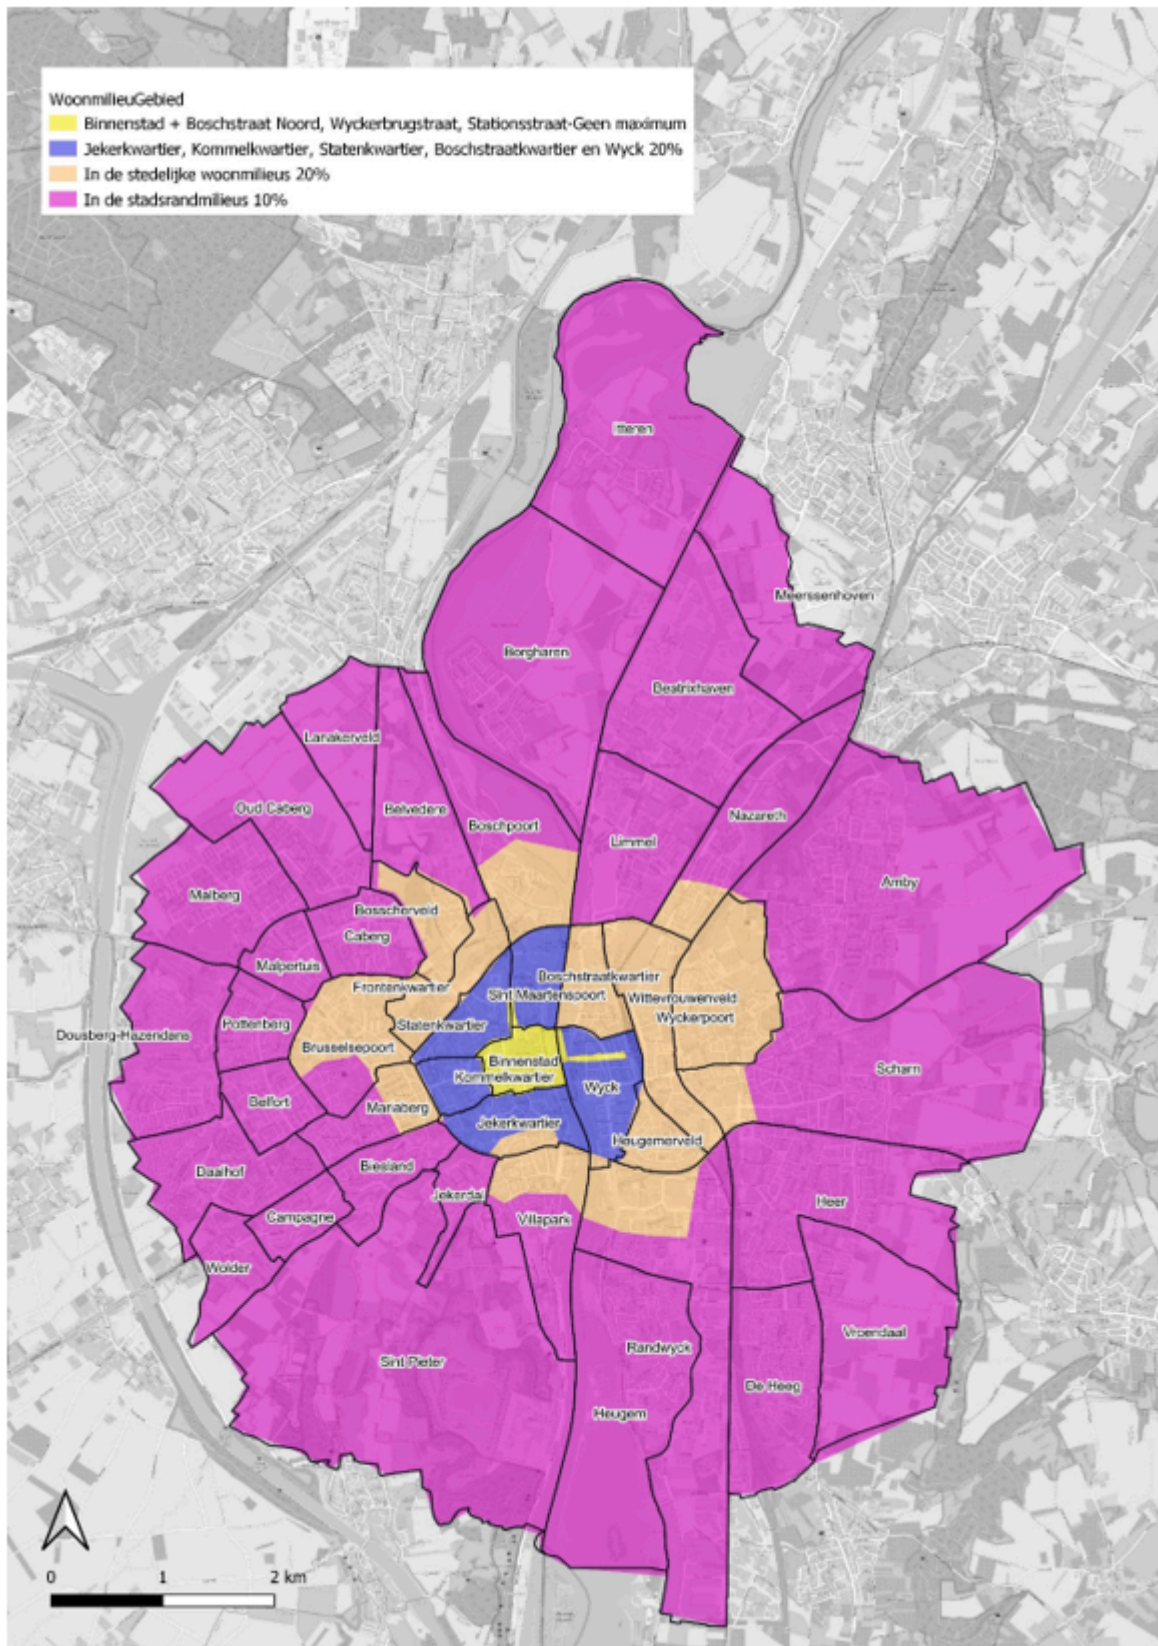 WoonmilieuGebied
Binnenstad + Boschstraat Noord, Wyckerbrugstraat, Stationsstraat-Geen maximum
Jekerkwartier, Kommelkwartier, Statenkwartier, Boschstraatkwartier en Wyck 20%
In de stedelijke woonmilieus 20%
In de stadsrandmilieus 10%
Itteren
Meerssenhoven
Borgharen
Beatrixhaven
Lanakerveld
Oud Caberg
Belvedere
Boschpoort
Nazareth
Limmel
Amby
Malberg
Bosscherveld
Caberg
Malpertuis
Boschstraatkwartier
Frontenkwartier
Sint Maartenspoort
Wittevrouwenveld
Pottenberg
Statenkwartier
Wyckerpoort
Dousberg-Hazendans
Brusselsepoort
Binnenstad
Scharn
Kommelkwartier
Wyck
Belfort
Mariaberg
Jekerkwartier
Heugemerveld
Daalhof
Biesland
Jekerdal
Heer
Campagne
Villapark
Wolder
Vroendaal
Randwyck
Sint Pieter
De Heeg
Heugem
0 1 2 km